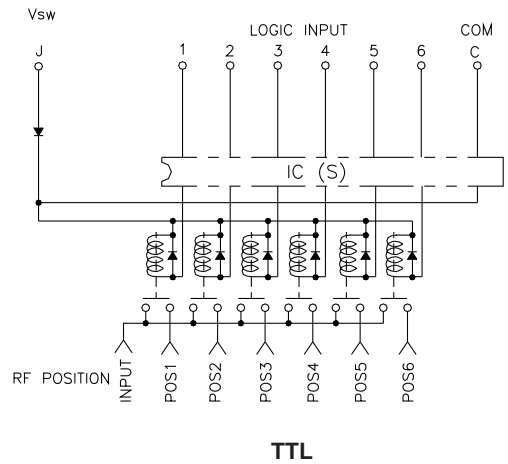 Vsw
LOGIC INPUT COM
J 1 2 3 4 5 6 C
IC (S)
RF POSITION INPUT POS1 POS2 POS3 POS4 POS5 POS6
TTL